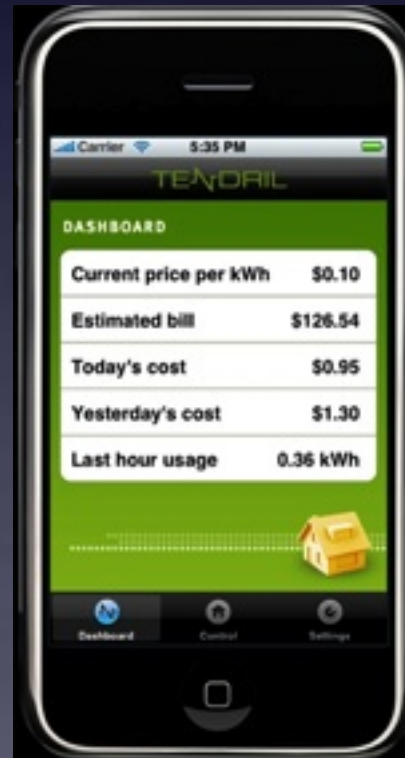 Carrier 5:35 PM
TENDRIL
DASHBOARD
Current price per kWh $0.10
Estimated bill $126.54
Today's cost $0.95
Yesterday's cost $1.30
Last hour usage 0.36 kWh
Dashboard Control Settings